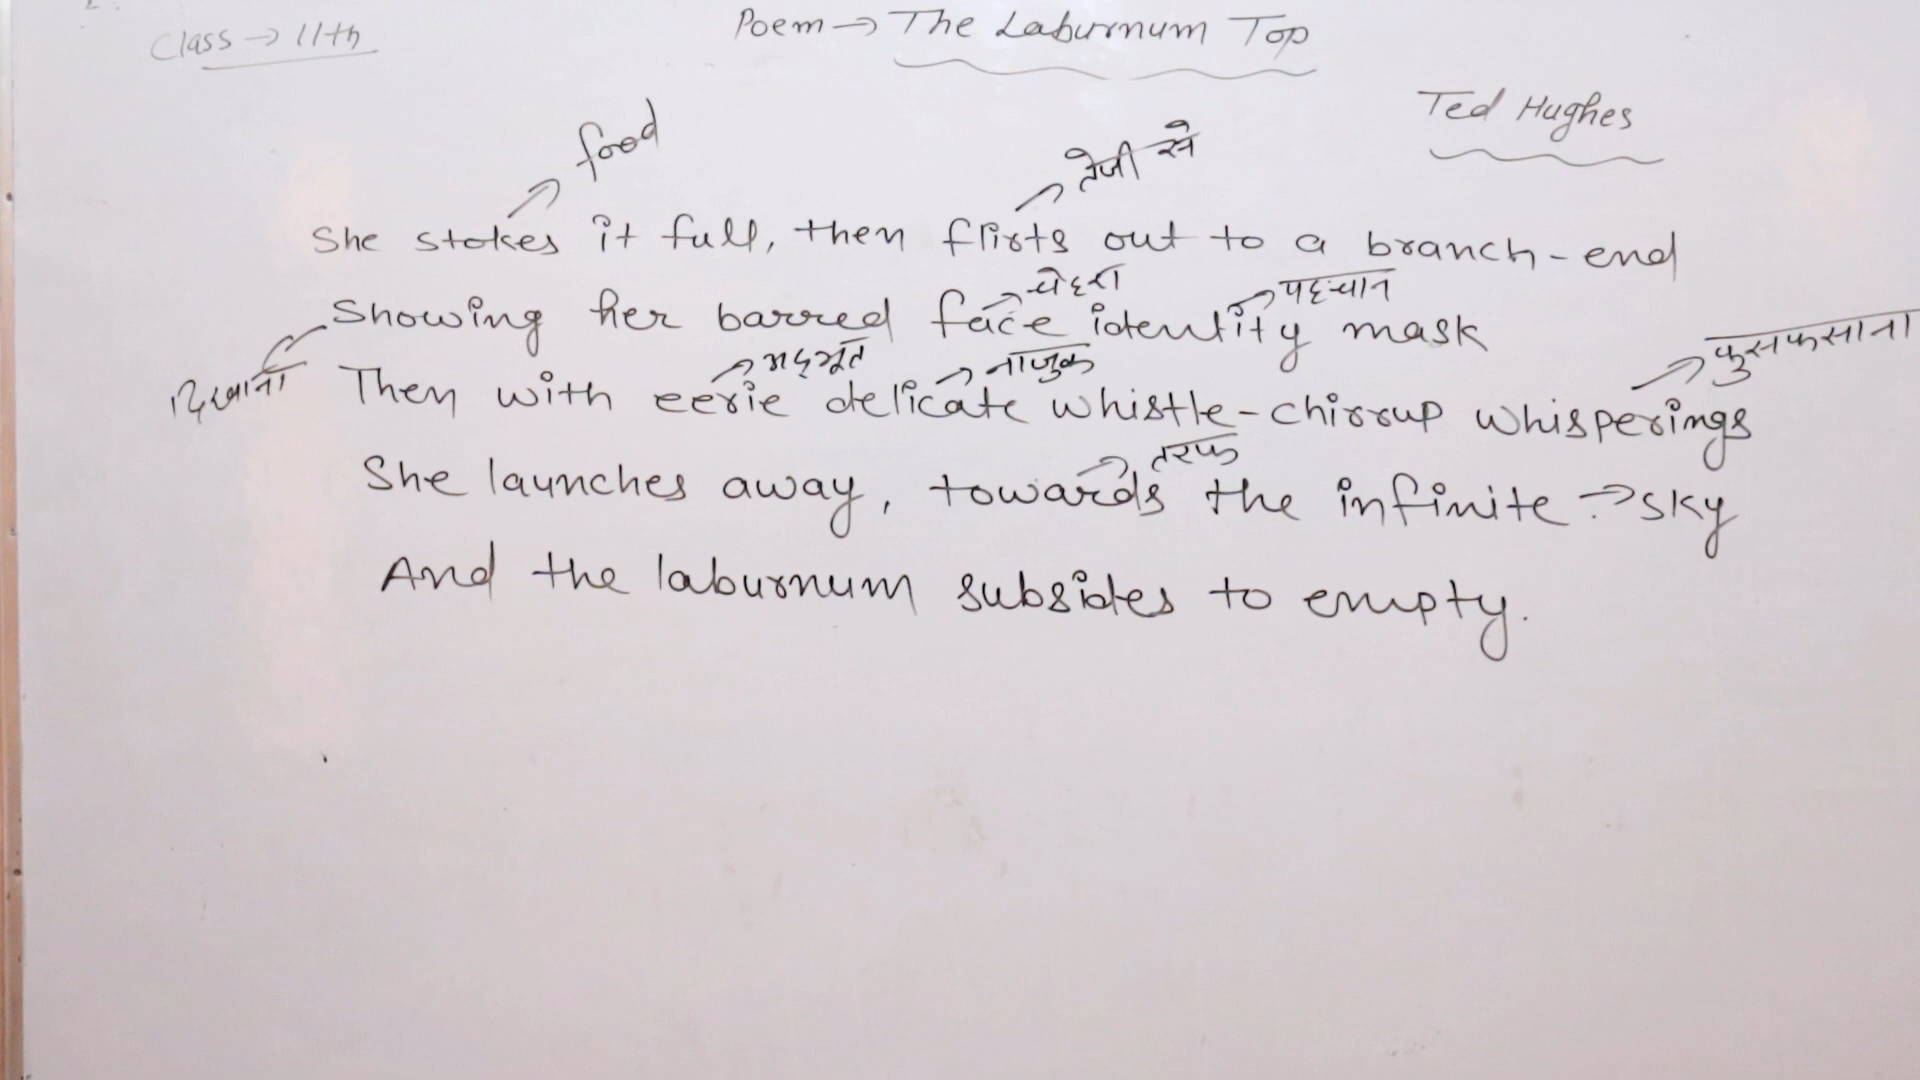 Class → 11th
Poem → The Laburnum Top
Ted Hughes
food
तेजी से
She stokes it full, then flirts out to a branch-end
चेहरा पहचान
Showing her barred face identity mask
दिखाना अद्भूत नाजुक फुसफसाना
Then with eerie delicate whistle-chirrup whisperings
तरफ
She launches away, towards the infinite → sky
And the laburnum subsides to empty.